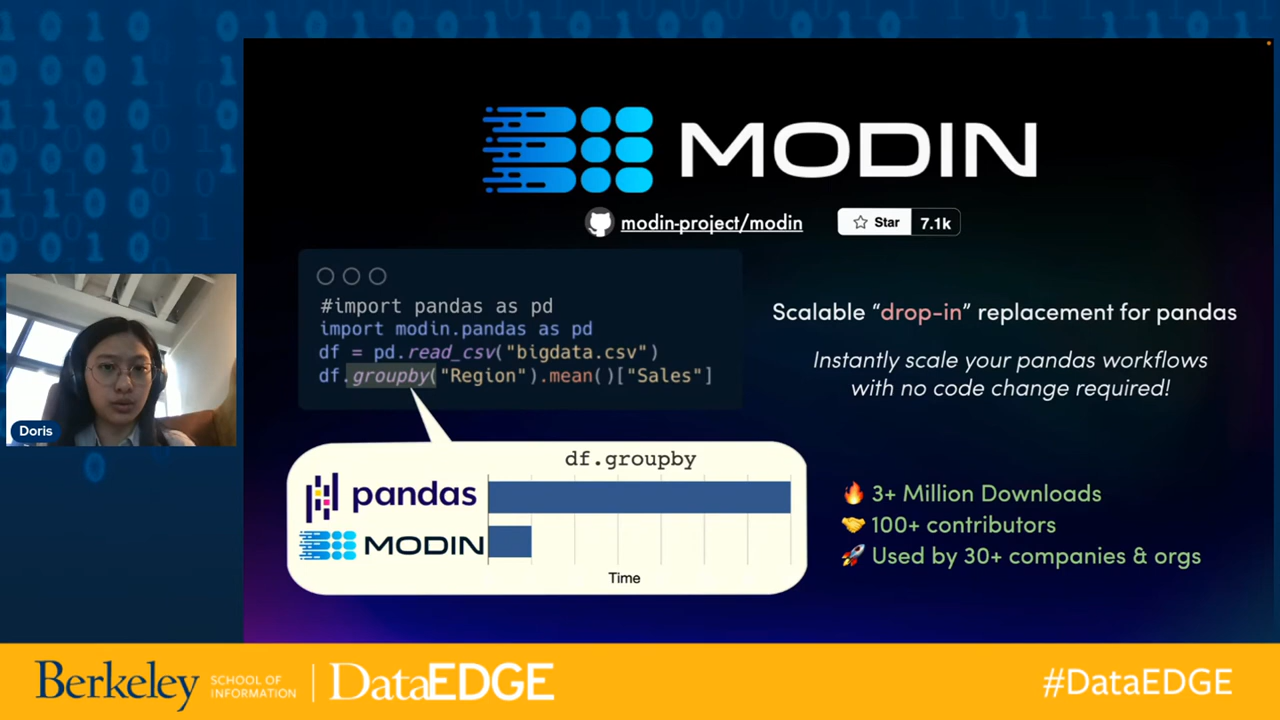 MODIN
modin-project/modin
Star 7.1k
#import pandas as pd
import modin.pandas as pd
df = pd.read_csv("bigdata.csv")
df.groupby("Region").mean()["Sales"]
Scalable “drop-in” replacement for pandas
Instantly scale your pandas workflows
with no code change required!
Doris
df.groupby
pandas
MODIN
Time
3+ Million Downloads
100+ contributors
Used by 30+ companies & orgs
Berkeley SCHOOL OF INFORMATION DataEDGE
#DataEDGE